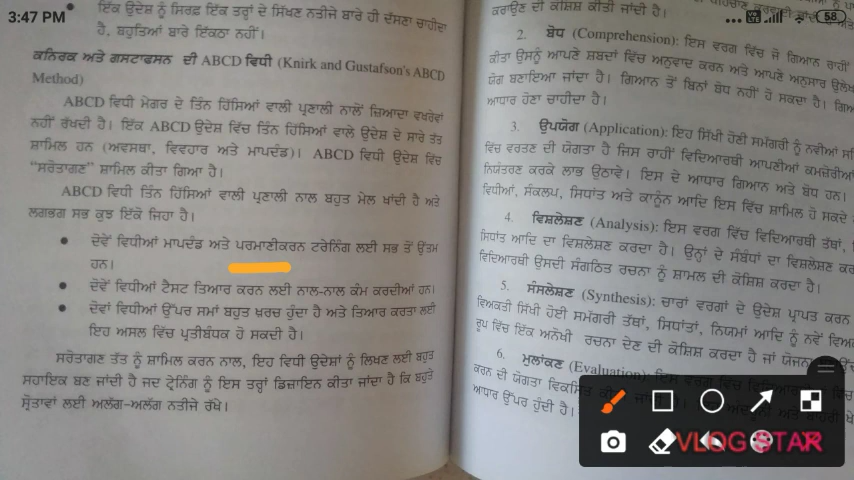 3:47 PM
58
ਇੱਕ ਉਦੇਸ਼ ਨੂੰ ਸਿਰਫ਼ ਇੱਕ ਤਰ੍ਹਾਂ ਦੇ ਸਿੱਖਣ ਨਤੀਜੇ ਬਾਰੇ ਹੀ ਦੱਸਣਾ ਚਾਹੀਦਾ
ਹੈ, ਬਹੁਤਿਆਂ ਬਾਰੇ ਇਕੱਠਾ ਨਹੀਂ।
ਕਨਿਰਕ ਅਤੇ ਗਸਟਾਫਸਨ ਦੀ ABCD ਵਿਧੀ (Knirk and Gustafson's ABCD
Method)
ABCD ਵਿਧੀ ਮੇਗਰ ਦੇ ਤਿੰਨ ਹਿੱਸਿਆਂ ਵਾਲੀ ਪ੍ਰਣਾਲੀ ਨਾਲੋਂ ਜ਼ਿਆਦਾ ਵਖਰੇਵਾਂ
ਨਹੀਂ ਰੱਖਦੀ ਹੈ। ਇੱਕ ABCD ਉਦੇਸ਼ ਵਿੱਚ ਤਿੰਨ ਹਿੱਸਿਆਂ ਵਾਲੇ ਉਦੇਸ਼ ਦੇ ਸਾਰੇ ਤੱਤ
ਸ਼ਾਮਿਲ ਹਨ (ਅਵਸਥਾ, ਵਿਵਹਾਰ ਅਤੇ ਮਾਪਦੰਡ)। ABCD ਵਿਧੀ ਉਦੇਸ਼ ਵਿੱਚ
"ਸਰੋਤਾਗਣ" ਸ਼ਾਮਿਲ ਕੀਤਾ ਗਿਆ ਹੈ।
ABCD ਵਿਧੀ ਤਿੰਨ ਹਿੱਸਿਆਂ ਵਾਲੀ ਪ੍ਰਣਾਲੀ ਨਾਲ ਬਹੁਤ ਮੇਲ ਖਾਂਦੀ ਹੈ ਅਤੇ
ਲਗਭਗ ਸਭ ਕੁਝ ਇੱਕੋ ਜਿਹਾ ਹੈ।
ਦੋਵੇਂ ਵਿਧੀਆਂ ਮਾਪਦੰਡ ਅਤੇ ਪਰਮਾਣੀਕਰਨ ਟਰੇਨਿੰਗ ਲਈ ਸਭ ਤੋਂ ਉੱਤਮ
ਹਨ।
ਦੋਵੇਂ ਵਿਧੀਆਂ ਟੈਸਟ ਤਿਆਰ ਕਰਨ ਲਈ ਨਾਲ-ਨਾਲ ਕੰਮ ਕਰਦੀਆਂ ਹਨ।
ਦੋਵਾਂ ਵਿਧੀਆਂ ਉੱਪਰ ਸਮਾਂ ਬਹੁਤ ਖ਼ਰਚ ਹੁੰਦਾ ਹੈ ਅਤੇ ਤਿਆਰ ਕਰਤਾ ਲਈ
ਇਹ ਅਸਲ ਵਿੱਚ ਪ੍ਰਤੀਬੰਧਕ ਹੋ ਸਕਦੀ ਹੈ।
ਸਰੋਤਾਗਣ ਤੱਤ ਨੂੰ ਸ਼ਾਮਿਲ ਕਰਨ ਨਾਲ, ਇਹ ਵਿਧੀ ਉਦੇਸ਼ਾਂ ਨੂੰ ਲਿਖਣ ਲਈ ਬਹੁਤ
ਸਹਾਇਕ ਬਣ ਜਾਂਦੀ ਹੈ ਜਦ ਟ੍ਰੇਨਿੰਗ ਨੂੰ ਇਸ ਤਰ੍ਹਾਂ ਡਿਜ਼ਾਇਨ ਕੀਤਾ ਜਾਂਦਾ ਹੈ ਕਿ ਬਹੁਤੇ
ਸ੍ਰੋਤਾਵਾਂ ਲਈ ਅਲੱਗ-ਅਲੱਗ ਨਤੀਜੇ ਰੱਖੇ।
ਕਰਾਉਣ ਦੀ ਕੋਸ਼ਿਸ਼ ਕੀਤੀ ਜਾਂਦੀ ਹੈ।
2. ਬੋਧ (Comprehension): ਇਸ ਵਰਗ ਵਿੱਚ ਜੋ ਗਿਆਨ ਰਾਹੀਂ
ਕੀਤਾ ਉਸਨੂੰ ਆਪਣੇ ਸ਼ਬਦਾਂ ਵਿੱਚ ਅਨੁਵਾਦ ਕਰਨ ਅਤੇ ਆਪਣੇ ਅਨੁਸਾਰ
ਯੋਗ ਬਣਾਇਆ ਜਾਂਦਾ ਹੈ। ਗਿਆਨ ਤੋਂ ਬਿਨਾਂ ਬੋਧ ਨਹੀਂ ਹੋ ਸਕਦਾ ਹੈ।
ਆਧਾਰ ਹੋਣਾ ਚਾਹੀਦਾ ਹੈ।
3. ਉਪਯੋਗ (Application): ਇਹ ਸਿੱਖੀ ਹੋਈ ਸਮੱਗਰੀ ਨੂੰ ਨਵੀਆਂ
ਵਿੱਚ ਵਰਤਣ ਦੀ ਯੋਗਤਾ ਹੈ ਜਿਸ ਰਾਹੀਂ ਵਿਦਿਆਰਥੀ ਆਪਣੀਆਂ ਕਮਜ਼ੋਰੀਆਂ
ਨਿਯੰਤਰਣ ਕਰਕੇ ਲਾਭ ਉਠਾਵੇ। ਇਸ ਦੇ ਆਧਾਰ ਗਿਆਨ ਅਤੇ ਬੋਧ ਹਨ।
ਵਿਧੀਆਂ, ਸੰਕਲਪ, ਸਿਧਾਂਤ ਅਤੇ ਕਾਨੂੰਨ ਆਦਿ ਇਸ ਵਿੱਚ ਸ਼ਾਮਿਲ ਹੋ ਸਕਦੇ
4. ਵਿਸ਼ਲੇਸ਼ਣ (Analysis): ਇਸ ਵਰਗ ਵਿੱਚ ਵਿਦਿਆਰਥੀ ਤੱਥਾਂ,
ਸਿਧਾਂਤ ਆਦਿ ਦਾ ਵਿਸ਼ਲੇਸ਼ਣ ਕਰਦਾ ਹੈ। ਉਨ੍ਹਾਂ ਦੇ ਸੰਬੰਧਾਂ ਦਾ ਵਿਸ਼ਲੇਸ਼ਣ
ਵਿਦਿਆਰਥੀ ਉਸਦੀ ਸੰਗਠਿਤ ਰਚਨਾ ਨੂੰ ਸ਼ਾਮਲ ਦੀ ਕੋਸ਼ਿਸ਼ ਕਰਦਾ ਹੈ।
5. ਸੰਸਲੇਸ਼ਣ (Synthesis): ਚਾਰਾਂ ਵਰਗਾਂ ਦੇ ਉਦੇਸ਼ ਪ੍ਰਾਪਤ ਕਰਨ
ਵਿਅਕਤੀ ਸਿੱਖੀ ਹੋਈ ਸਮੱਗਰੀ ਤੱਥਾਂ, ਸਿਧਾਂਤਾਂ, ਨਿਯਮਾਂ ਆਦਿ ਨੂੰ ਨਵੇਂ
ਰੂਪ ਵਿੱਚ ਇੱਕ ਅਨੋਖੀ ਰਚਨਾ ਦੇਣ ਦੀ ਕੋਸ਼ਿਸ਼ ਕਰਦਾ ਹੈ ਜਾਂ ਯੋਜਨਾ
6. ਮੁਲਾਂਕਣ (Evaluation): ਇਸ ਵਰਗ ਵਿੱਚ
ਕਰਨ ਦੀ ਯੋਗਤਾ ਵਿਕਸਿਤ ਕੀਤੀ ਜਾਂਦੀ ਹੈ।
ਆਧਾਰ ਉੱਪਰ ਹੁੰਦੀ ਹੈ।
VLOG STAR